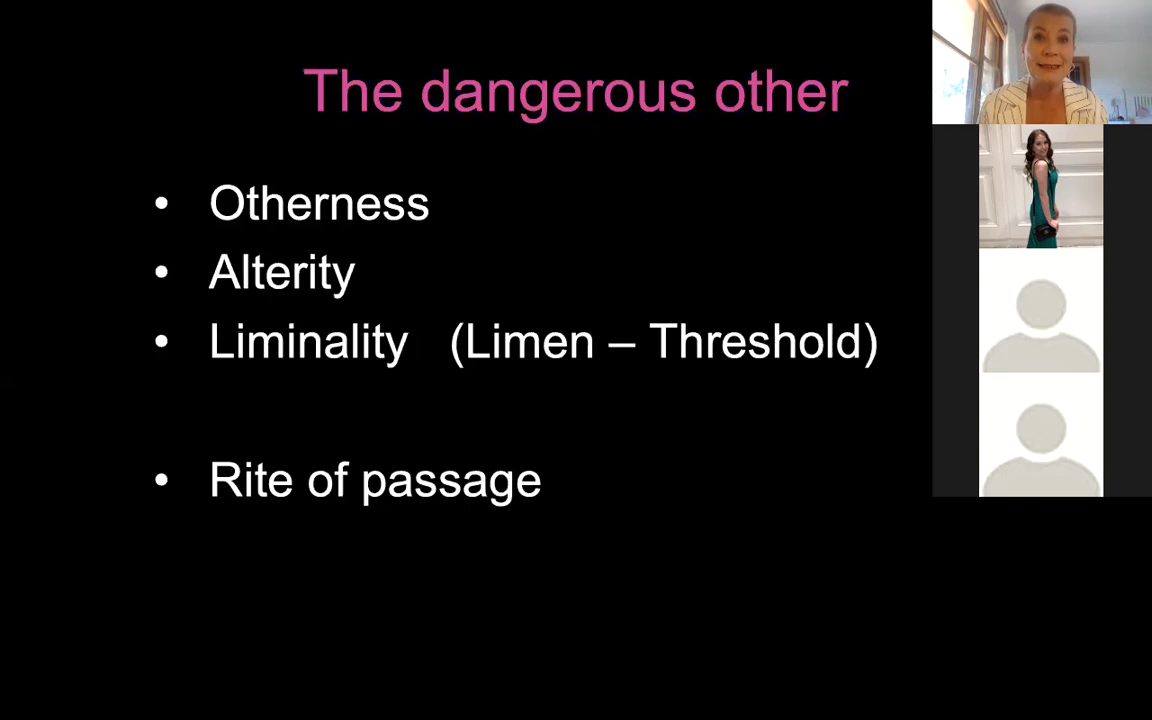 The dangerous other
• Otherness
• Alterity
• Liminality (Limen – Threshold)
• Rite of passage